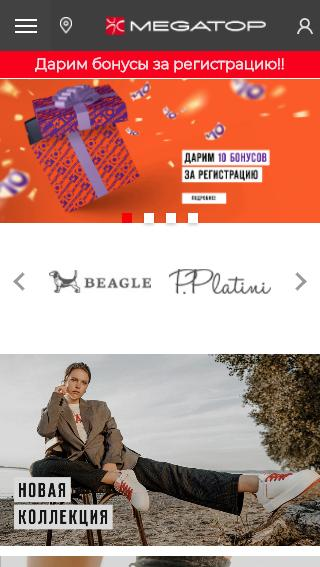 MEGATOP
Дарим бонусы за регистрацию!!
ДАРИМ 10 БОНУСОВ
ЗА РЕГИСТРАЦИЮ
ПОДРОБНЕЕ
BEAGLE
P.Platini
НОВАЯ
КОЛЛЕКЦИЯ